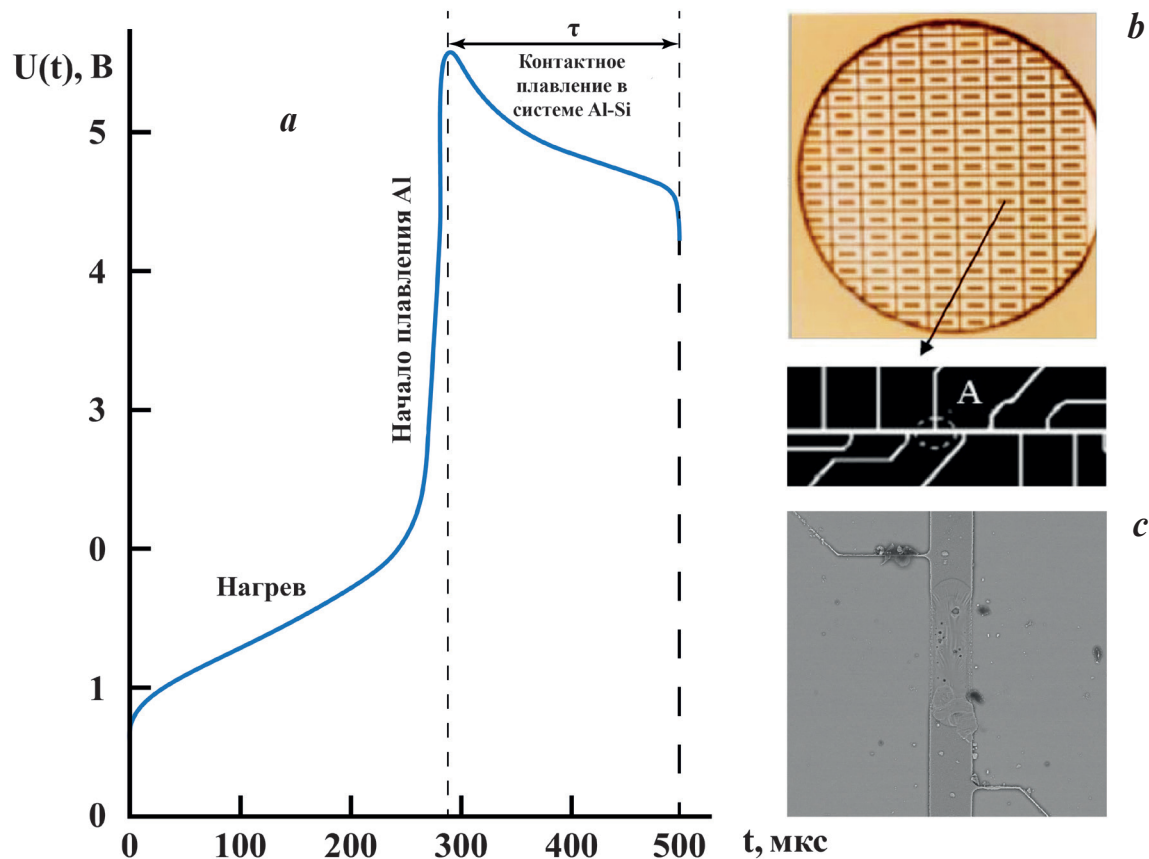 U(t), В
a
τ
Контактное
плавление в
системе Al-Si
Начало плавления Al
Нагрев
5
4
3
0
1
0
0
100
200
300
400
500
t, мкс
b
A
c